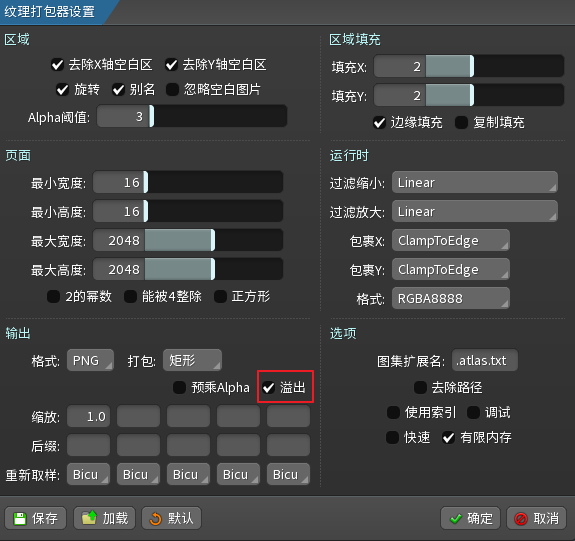 纹理打包器设置
区域
去除X轴空白区 去除Y轴空白区
旋转 别名 忽略空白图片
Alpha阈值: 3
区域填充
填充X: 2
填充Y: 2
边缘填充 复制填充
页面
最小宽度: 16
最小高度: 16
最大宽度: 2048
最大高度: 2048
2的幂数 能被4整除 正方形
运行时
过滤缩小: Linear
过滤放大: Linear
包裹X: ClampToEdge
包裹Y: ClampToEdge
格式: RGBA8888
输出
格式: PNG 打包: 矩形
预乘Alpha 溢出
缩放: 1.0
后缀:
重新取样: Bicu Bicu Bicu Bicu Bicu
选项
图集扩展名: .atlas.txt
去除路径
使用索引 调试
快速 有限内存
保存 加载 默认 确定 取消